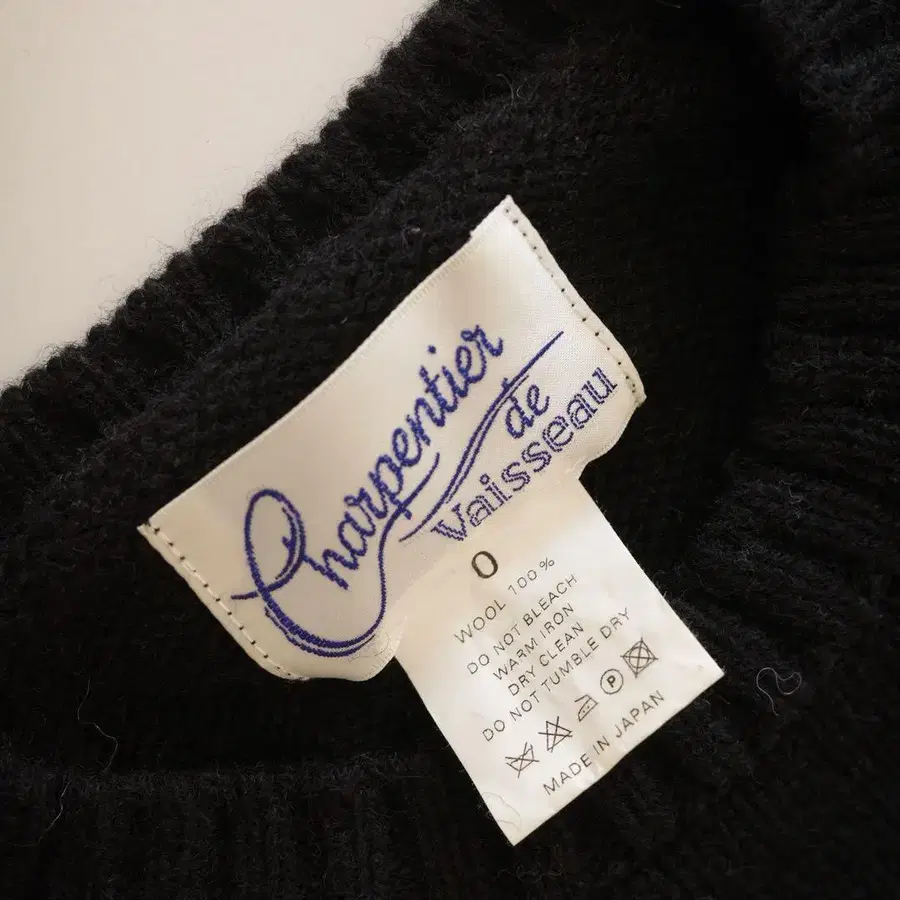 Charpentier
de
Vaisseau
0
WOOL 100%
DO NOT BLEACH
WARM IRON
DRY CLEAN
DO NOT TUMBLE DRY
P
MADE IN JAPAN